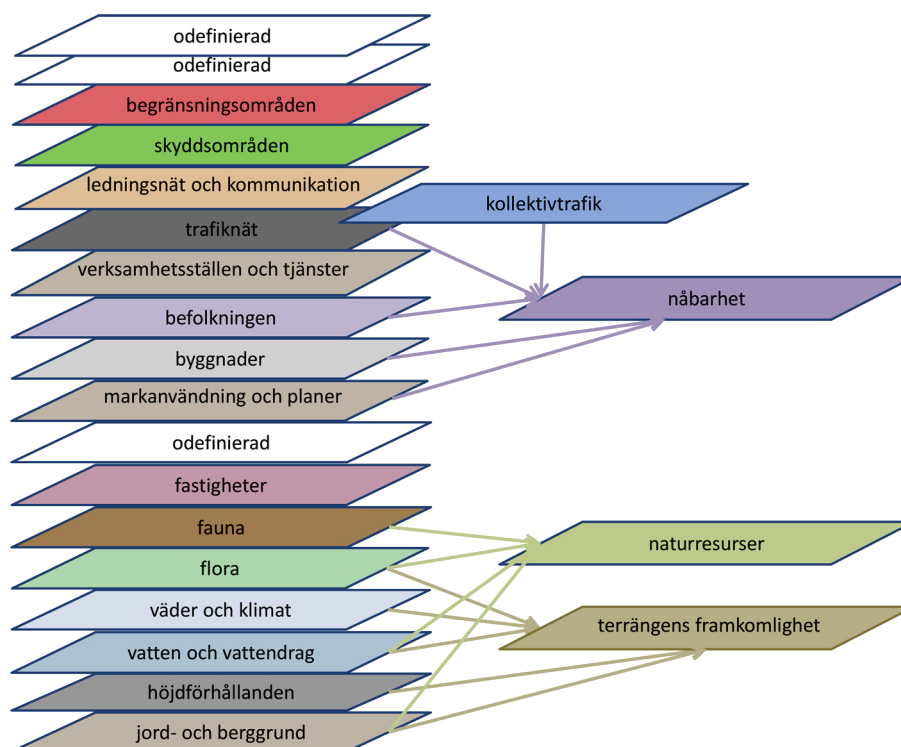 odefinierad
odefinierad
begränsningsområden
skyddsområden
ledningsnät och kommunikation
trafiknät
verksamhetsställen och tjänster
befolkningen
byggnader
markanvändning och planer
odefinierad
fastigheter
fauna
flora
väder och klimat
vatten och vattendrag
höjdförhållanden
jord- och berggrund
kollektivtrafik
nåbarhet
naturresurser
terrängens framkomlighet